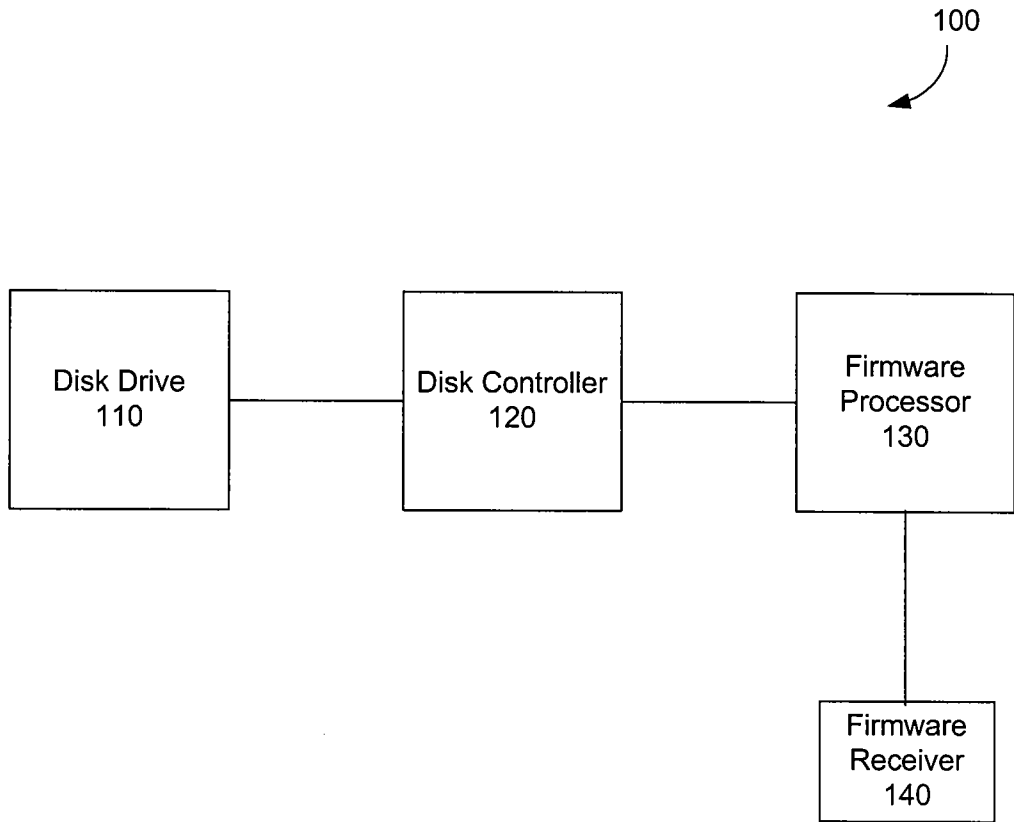 100
Disk Drive
110
Disk Controller
120
Firmware
Processor
130
Firmware
Receiver
140